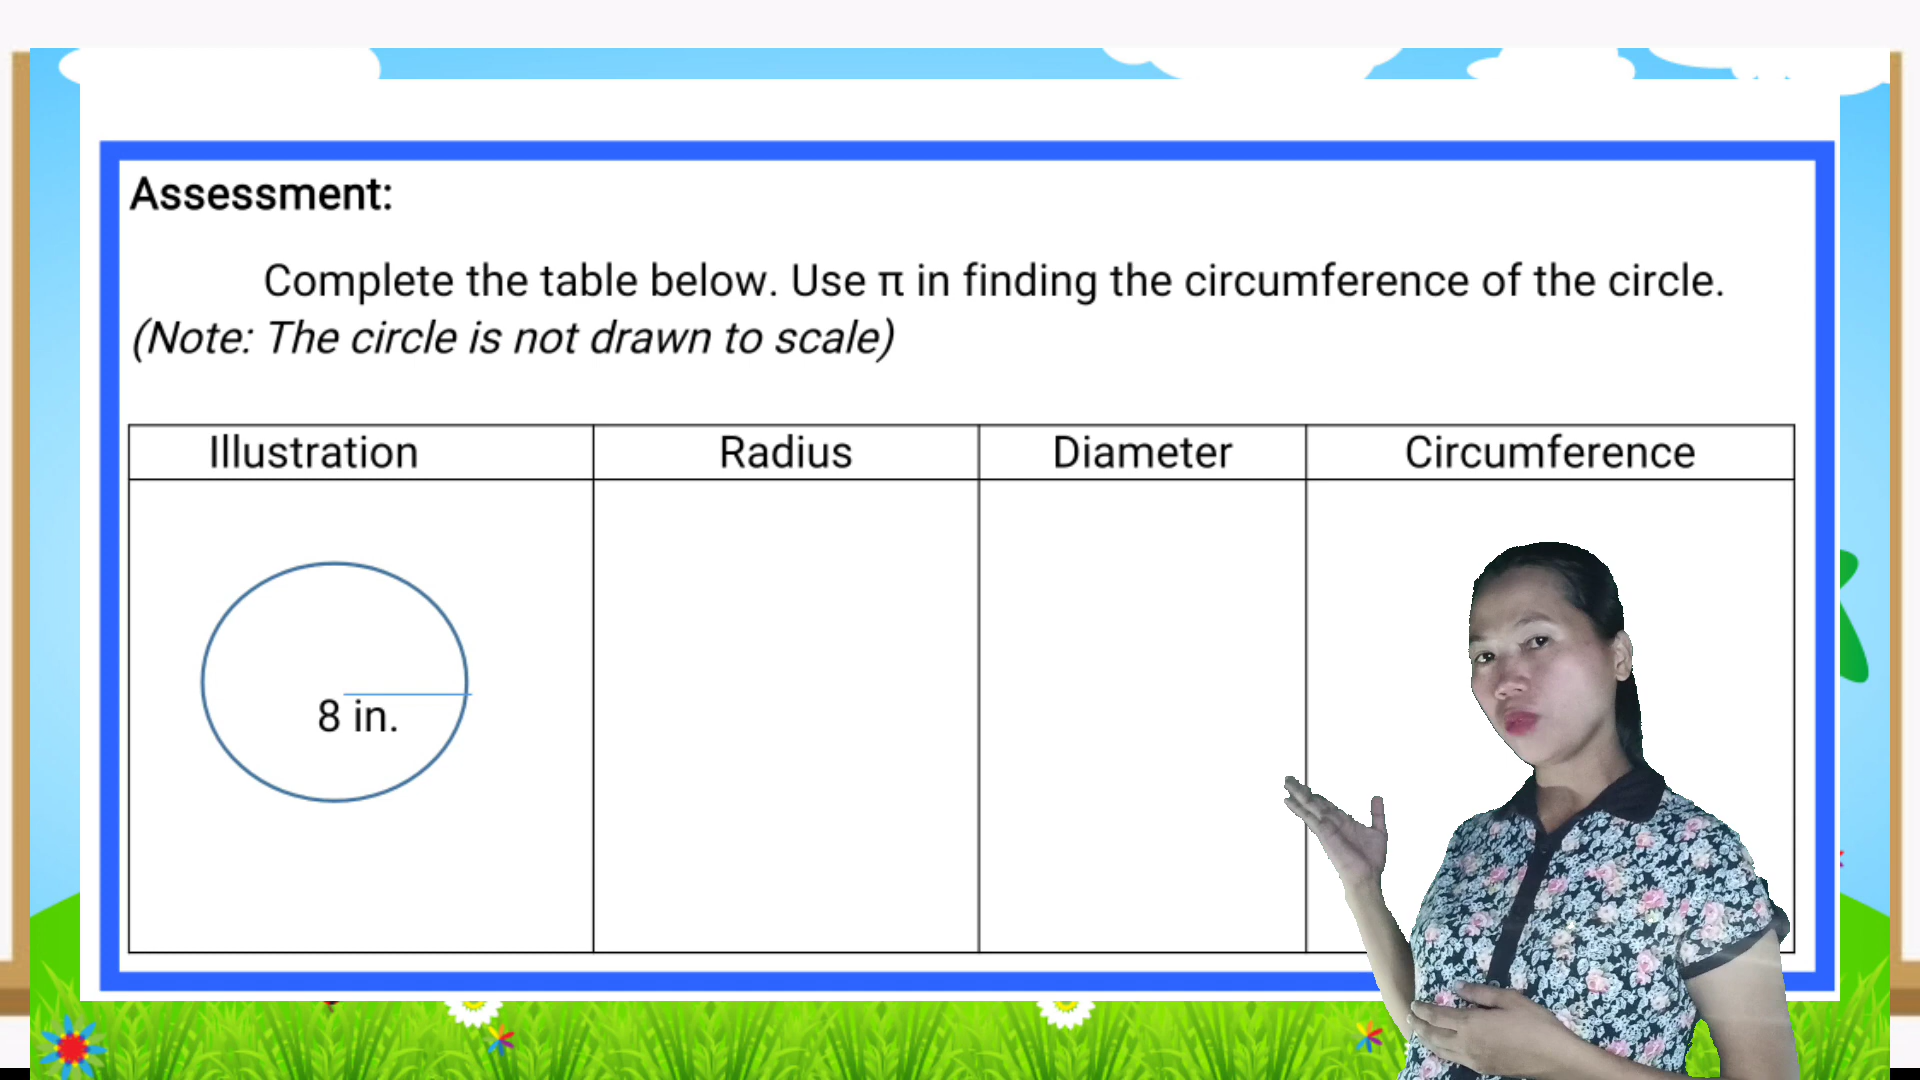 Assessment:
Complete the table below. Use π in finding the circumference of the circle.
(Note: The circle is not drawn to scale)
Illustration Radius Diameter Circumference
8 in.